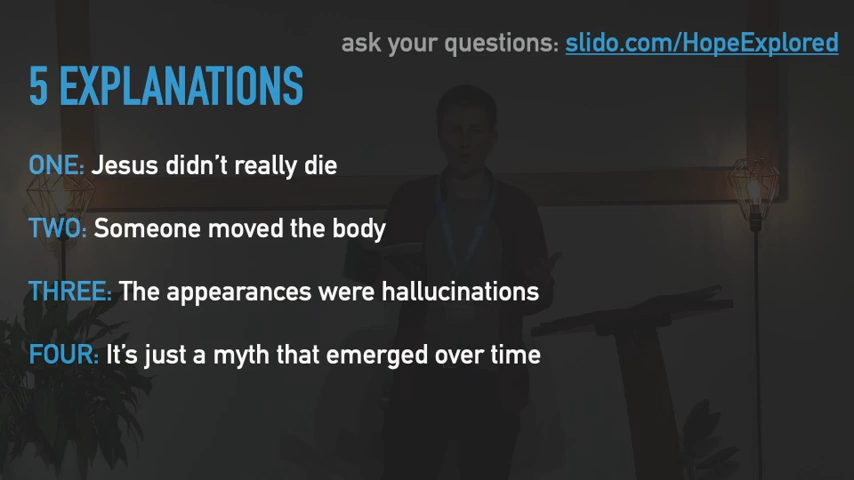 ask your questions: slido.com/HopeExplored
5 EXPLANATIONS
ONE: Jesus didn't really die
TWO: Someone moved the body
THREE: The appearances were hallucinations
FOUR: It's just a myth that emerged over time